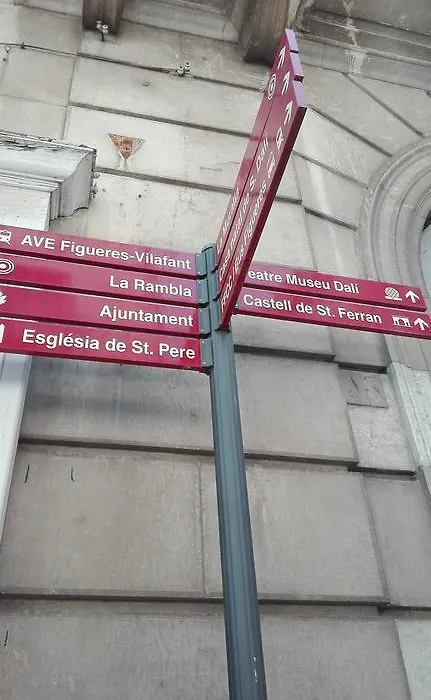 AVE Figueres-Vilafant
La Rambla
Ajuntament
Església de St. Pere
eatre Museu Dalí
Castell de St. Ferran